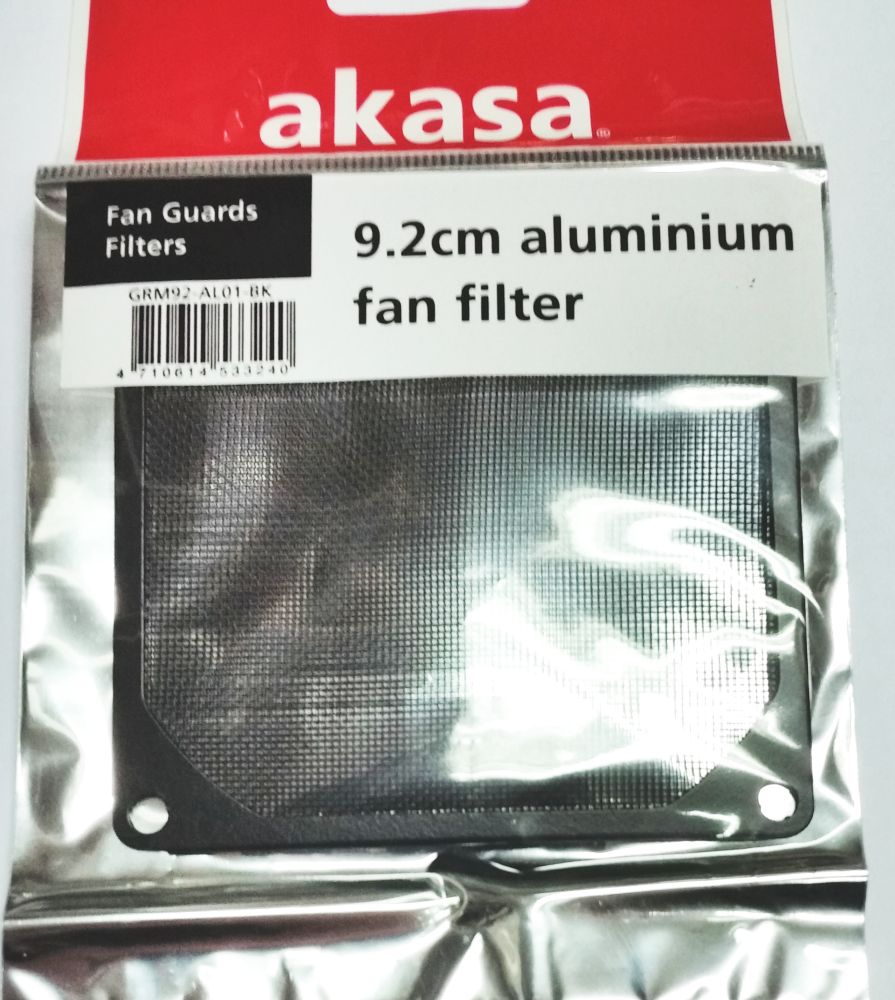 akasa®
Fan Guards
Filters
9.2cm aluminium
fan filter
GRM92-AL01-BK
4 710614 533240